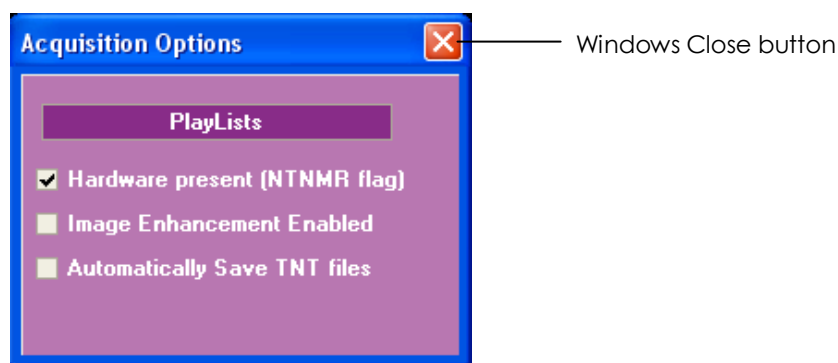 Acquisition Options
Windows Close button
PlayLists
Hardware present (NTNMR flag)
Image Enhancement Enabled
Automatically Save TNT files